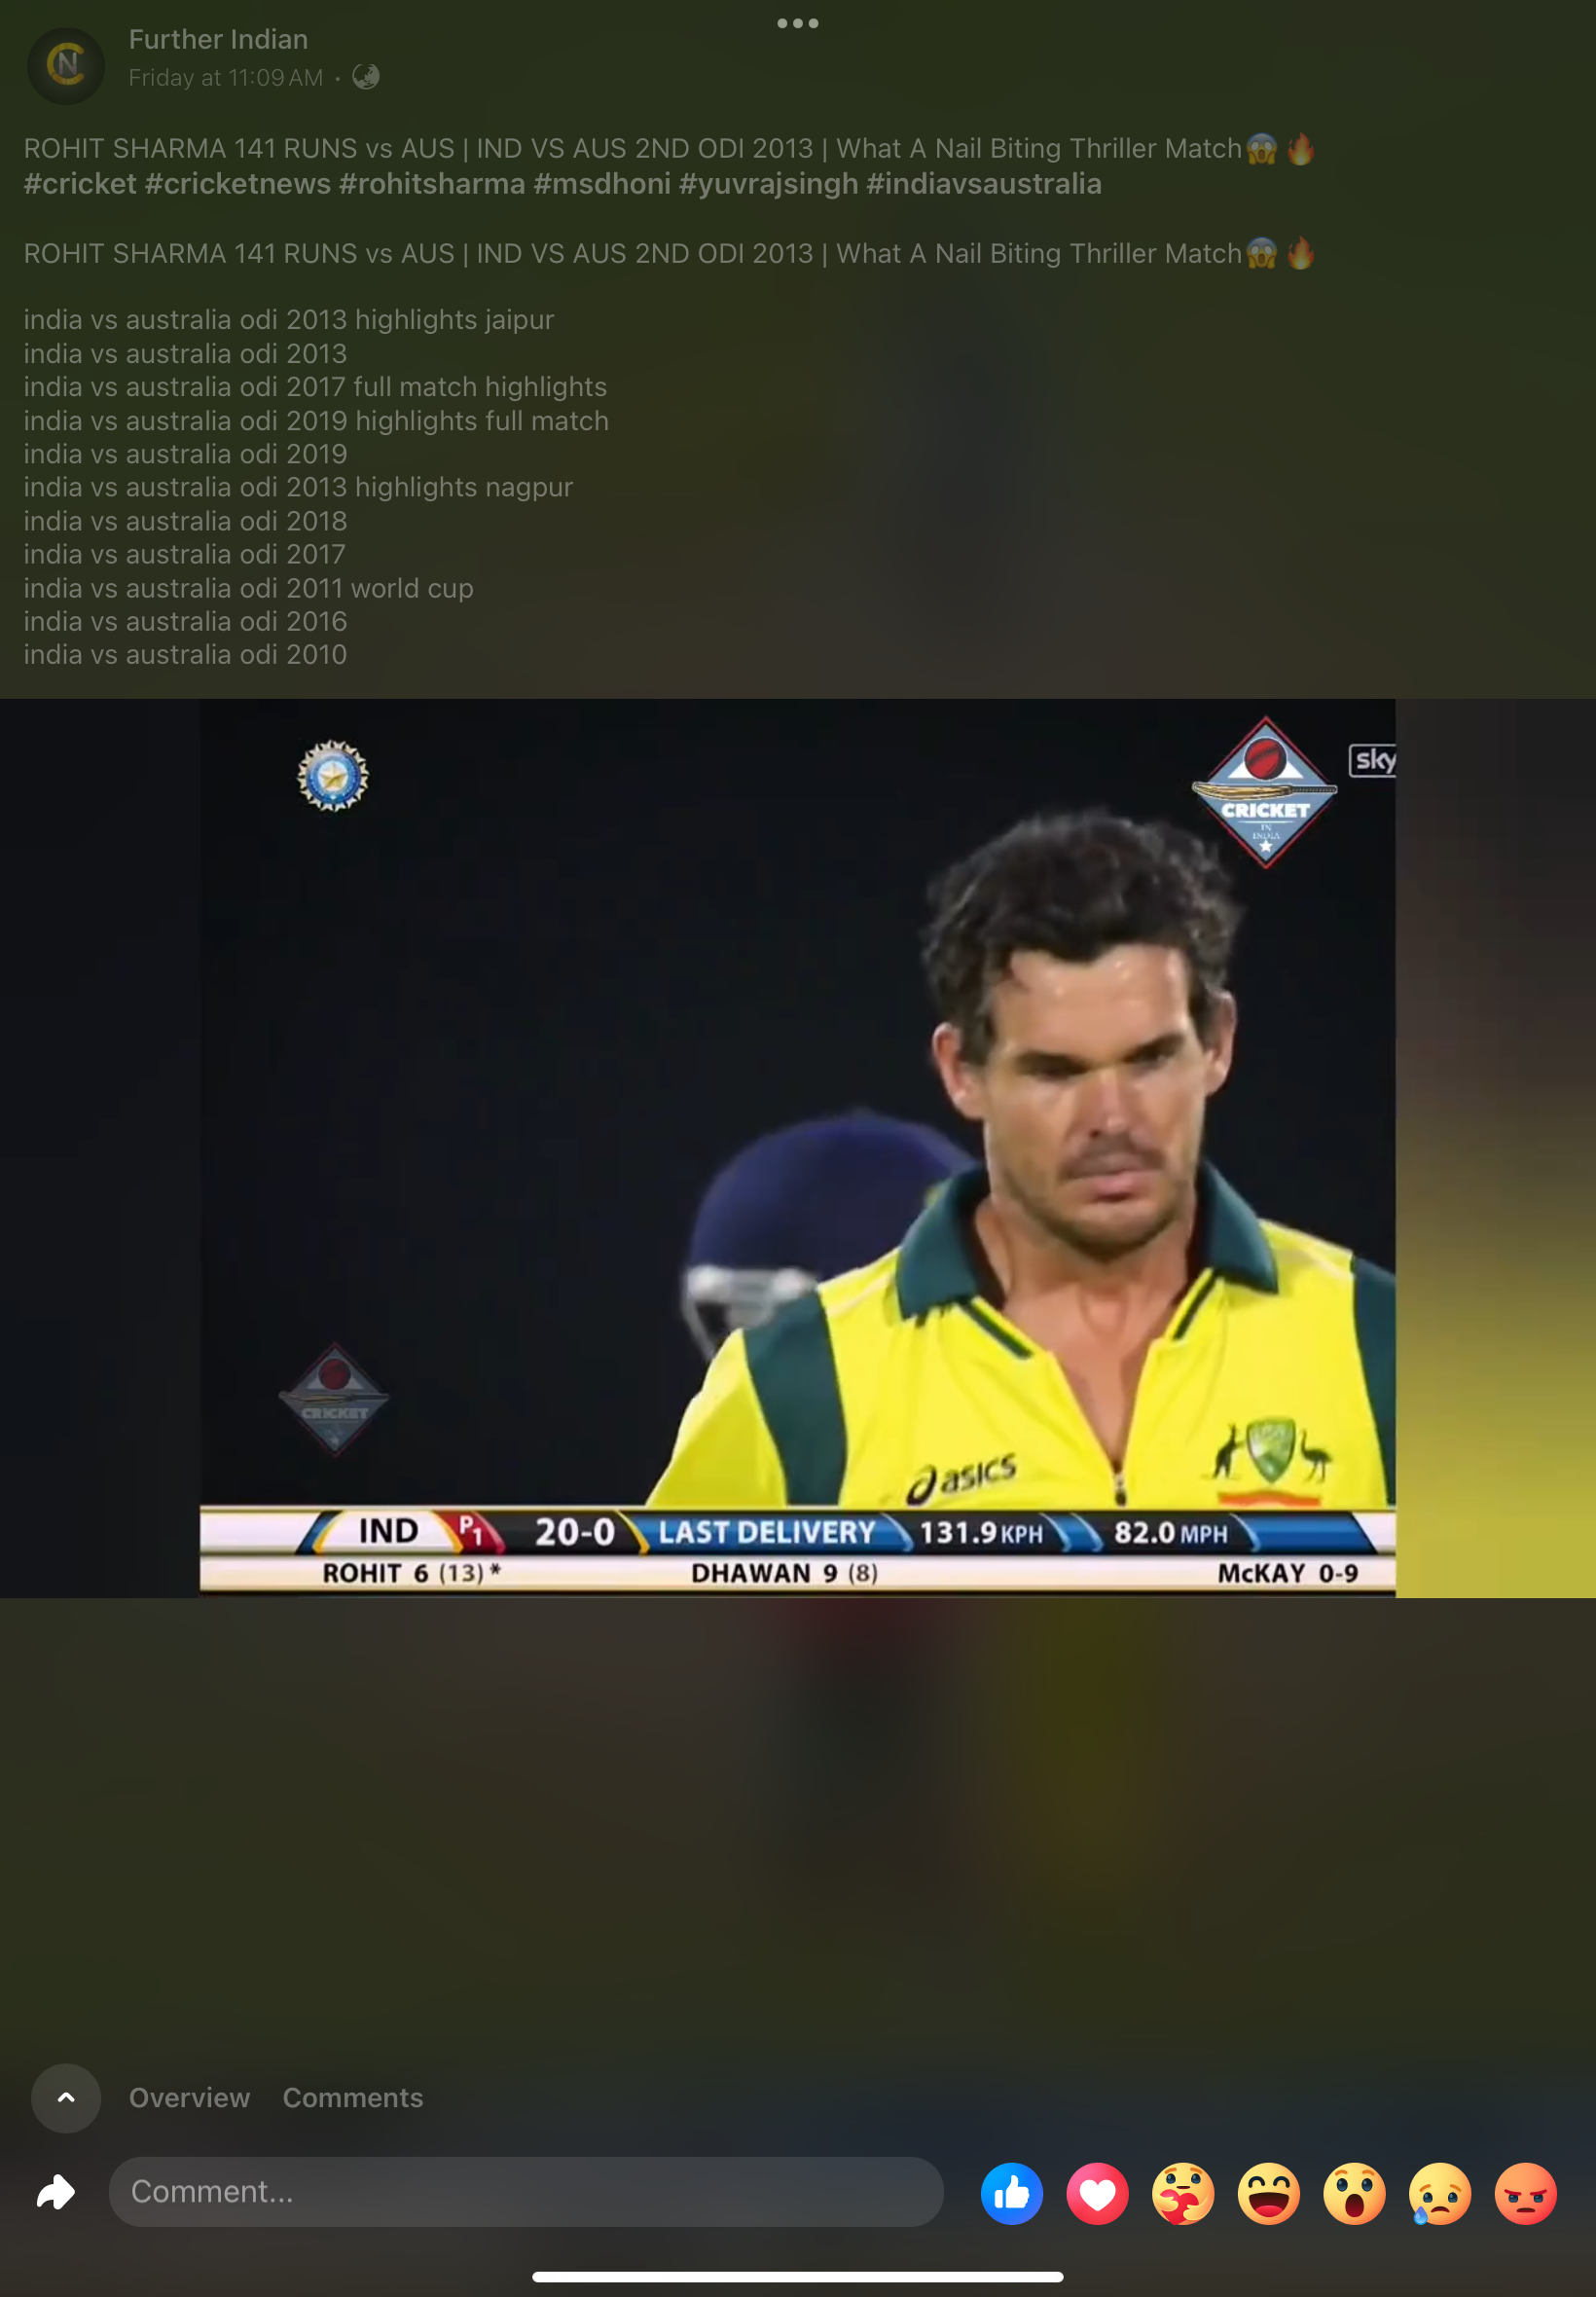 Further Indian
Friday at 11:09 AM ·
ROHIT SHARMA 141 RUNS vs AUS | IND VS AUS 2ND ODI 2013 | What A Nail Biting Thriller Match😱🔥
#cricket #cricketnews #rohitsharma #msdhoni #yuvrajsingh #indiavsaustralia
ROHIT SHARMA 141 RUNS vs AUS | IND VS AUS 2ND ODI 2013 | What A Nail Biting Thriller Match😱🔥
india vs australia odi 2013 highlights jaipur
india vs australia odi 2013
india vs australia odi 2017 full match highlights
india vs australia odi 2019 highlights full match
india vs australia odi 2019
india vs australia odi 2013 highlights nagpur
india vs australia odi 2018
india vs australia odi 2017
india vs australia odi 2011 world cup
india vs australia odi 2016
india vs australia odi 2010
sky
CRICKET
IN
INDIA
CRICKET
asics
IND P1 20-0 LAST DELIVERY 131.9 KPH 82.0 MPH
ROHIT 6 (13)* DHAWAN 9 (8) McKAY 0-9
Overview Comments
Comment...